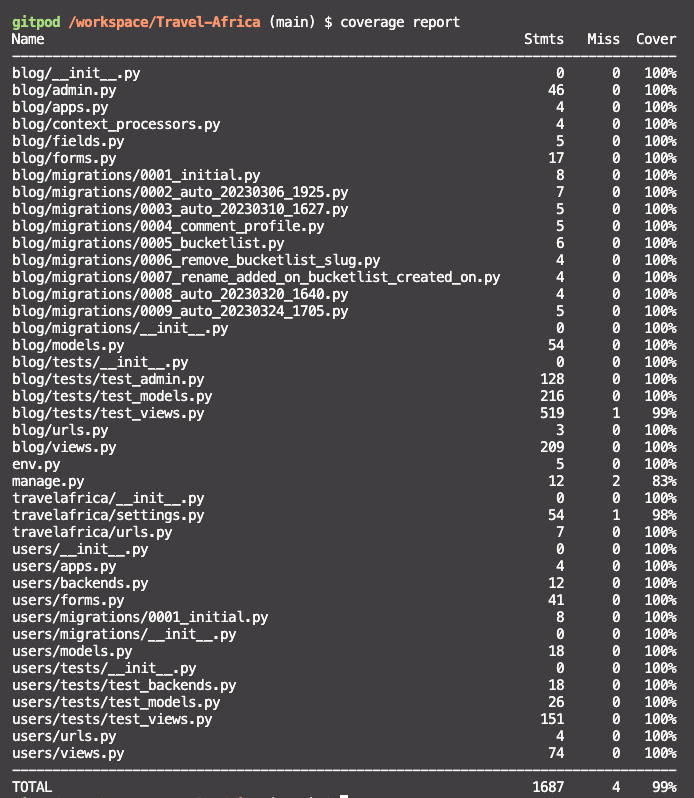 gitpod /workspace/Travel-Africa (main) $ coverage report
Name Stmts Miss Cover
blog/__init__.py 0 0 100%
blog/admin.py 46 0 100%
blog/apps.py 4 0 100%
blog/context_processors.py 4 0 100%
blog/fields.py 5 0 100%
blog/forms.py 17 0 100%
blog/migrations/0001_initial.py 8 0 100%
blog/migrations/0002_auto_20230306_1925.py 7 0 100%
blog/migrations/0003_auto_20230310_1627.py 5 0 100%
blog/migrations/0004_comment_profile.py 5 0 100%
blog/migrations/0005_bucketlist.py 6 0 100%
blog/migrations/0006_remove_bucketlist_slug.py 4 0 100%
blog/migrations/0007_rename_added_on_bucketlist_created_on.py 4 0 100%
blog/migrations/0008_auto_20230320_1640.py 4 0 100%
blog/migrations/0009_auto_20230324_1705.py 5 0 100%
blog/migrations/__init__.py 0 0 100%
blog/models.py 54 0 100%
blog/tests/__init__.py 0 0 100%
blog/tests/test_admin.py 128 0 100%
blog/tests/test_models.py 216 0 100%
blog/tests/test_views.py 519 1 99%
blog/urls.py 3 0 100%
blog/views.py 209 0 100%
env.py 5 0 100%
manage.py 12 2 83%
travelafrica/__init__.py 0 0 100%
travelafrica/settings.py 54 1 98%
travelafrica/urls.py 7 0 100%
users/__init__.py 0 0 100%
users/apps.py 4 0 100%
users/backends.py 12 0 100%
users/forms.py 41 0 100%
users/migrations/0001_initial.py 8 0 100%
users/migrations/__init__.py 0 0 100%
users/models.py 18 0 100%
users/tests/__init__.py 0 0 100%
users/tests/test_backends.py 18 0 100%
users/tests/test_models.py 26 0 100%
users/tests/test_views.py 151 0 100%
users/urls.py 4 0 100%
users/views.py 74 0 100%
TOTAL 1687 4 99%